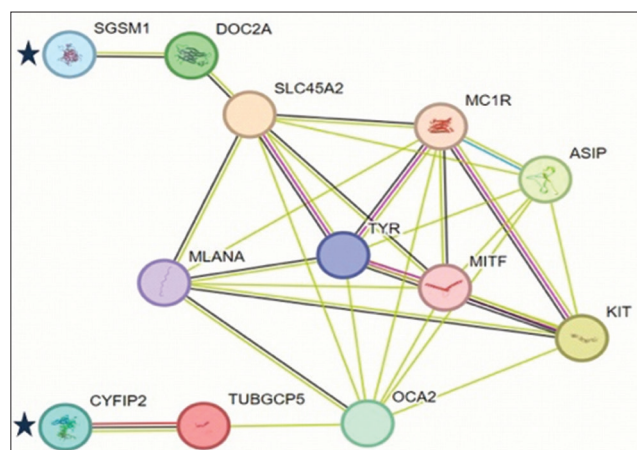 SGSM1
DOC2A
SLC45A2
MC1R
ASIP
TYR
MLANA
MITF
KIT
CYFIP2
TUBGCP5
OCA2